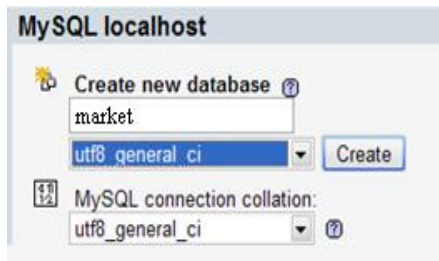 MySQL localhost
Create new database
market
utf8_general_ci Create
MySQL connection collation:
utf8_general_ci